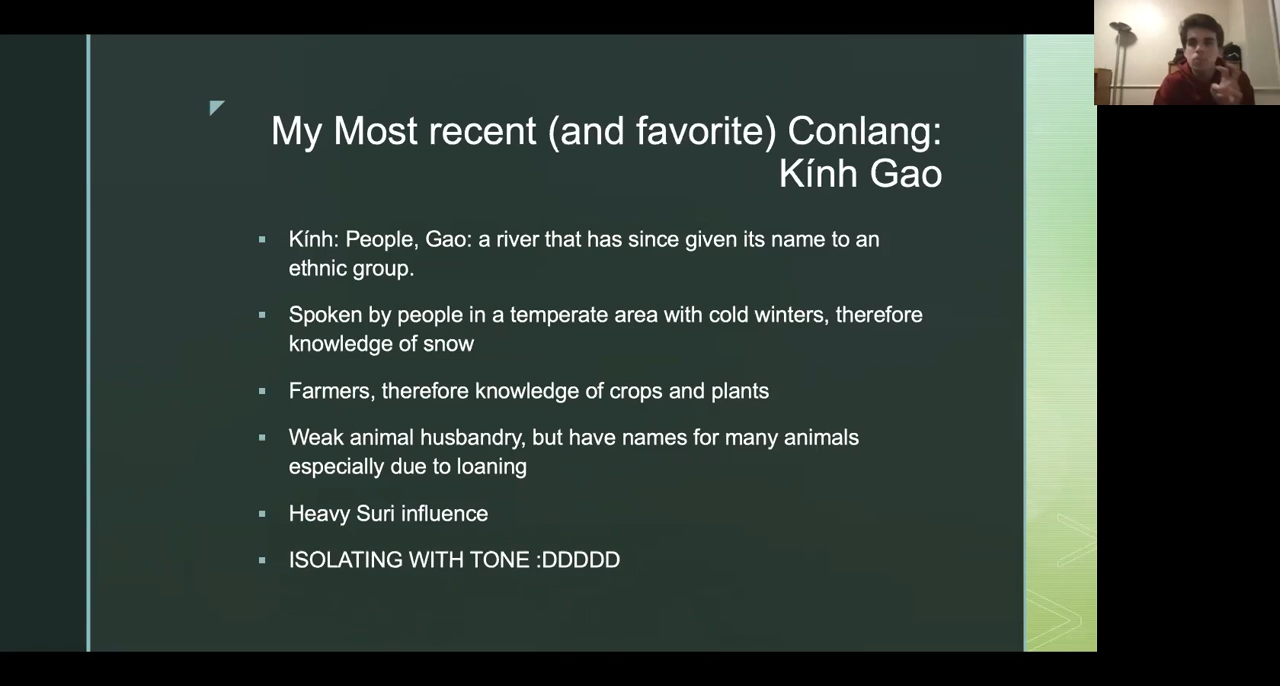 My Most recent (and favorite) Conlang:
Kính Gao
Kính: People, Gao: a river that has since given its name to an
ethnic group.
Spoken by people in a temperate area with cold winters, therefore
knowledge of snow
Farmers, therefore knowledge of crops and plants
Weak animal husbandry, but have names for many animals
especially due to loaning
Heavy Suri influence
ISOLATING WITH TONE :DDDDD